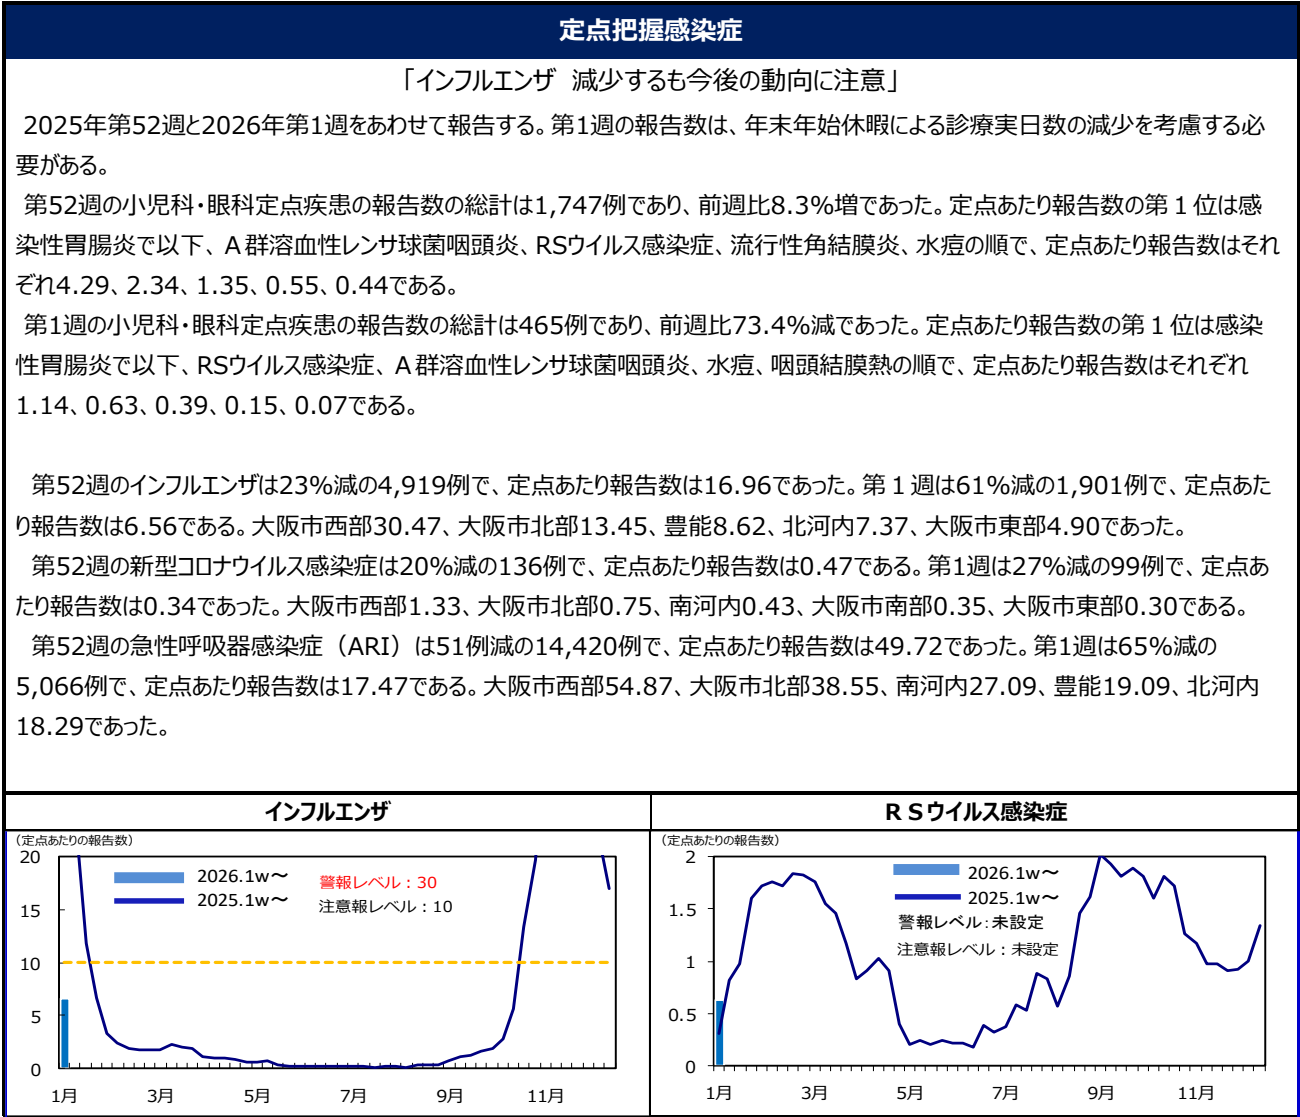 定点把握感染症
「インフルエンザ 減少するも今後の動向に注意」
2025年第52週と2026年第1週をあわせて報告する。第1週の報告数は、年末年始休暇による診療実日数の減少を考慮する必
要がある。
第52週の小児科・眼科定点疾患の報告数の総計は1,747例であり、前週比8.3%増であった。定点あたり報告数の第１位は感
染性胃腸炎で以下、Ａ群溶血性レンサ球菌咽頭炎、RSウイルス感染症、流行性角結膜炎、水痘の順で、定点あたり報告数はそれ
ぞれ4.29、2.34、1.35、0.55、0.44である。
第1週の小児科・眼科定点疾患の報告数の総計は465例であり、前週比73.4%減であった。定点あたり報告数の第１位は感染
性胃腸炎で以下、RSウイルス感染症、Ａ群溶血性レンサ球菌咽頭炎、水痘、咽頭結膜熱の順で、定点あたり報告数はそれぞれ
1.14、0.63、0.39、0.15、0.07である。
第52週のインフルエンザは23%減の4,919例で、定点あたり報告数は16.96であった。第１週は61%減の1,901例で、定点あた
り報告数は6.56である。大阪市西部30.47、大阪市北部13.45、豊能8.62、北河内7.37、大阪市東部4.90であった。
第52週の新型コロナウイルス感染症は20%減の136例で、定点あたり報告数は0.47である。第1週は27%減の99例で、定点あ
たり報告数は0.34であった。大阪市西部1.33、大阪市北部0.75、南河内0.43、大阪市南部0.35、大阪市東部0.30である。
第52週の急性呼吸器感染症（ARI）は51例減の14,420例で、定点あたり報告数は49.72であった。第1週は65%減の
5,066例で、定点あたり報告数は17.47である。大阪市西部54.87、大阪市北部38.55、南河内27.09、豊能19.09、北河内
18.29であった。
インフルエンザ
（定点あたりの報告数）
20
15
10
5
0
2026.1w～
2025.1w～
警報レベル：30
注意報レベル：10
1月 3月 5月 7月 9月 11月
ＲＳウイルス感染症
（定点あたりの報告数）
2
1.5
1
0.5
0
2026.1w～
2025.1w～
警報レベル：未設定
注意報レベル：未設定
1月 3月 5月 7月 9月 11月